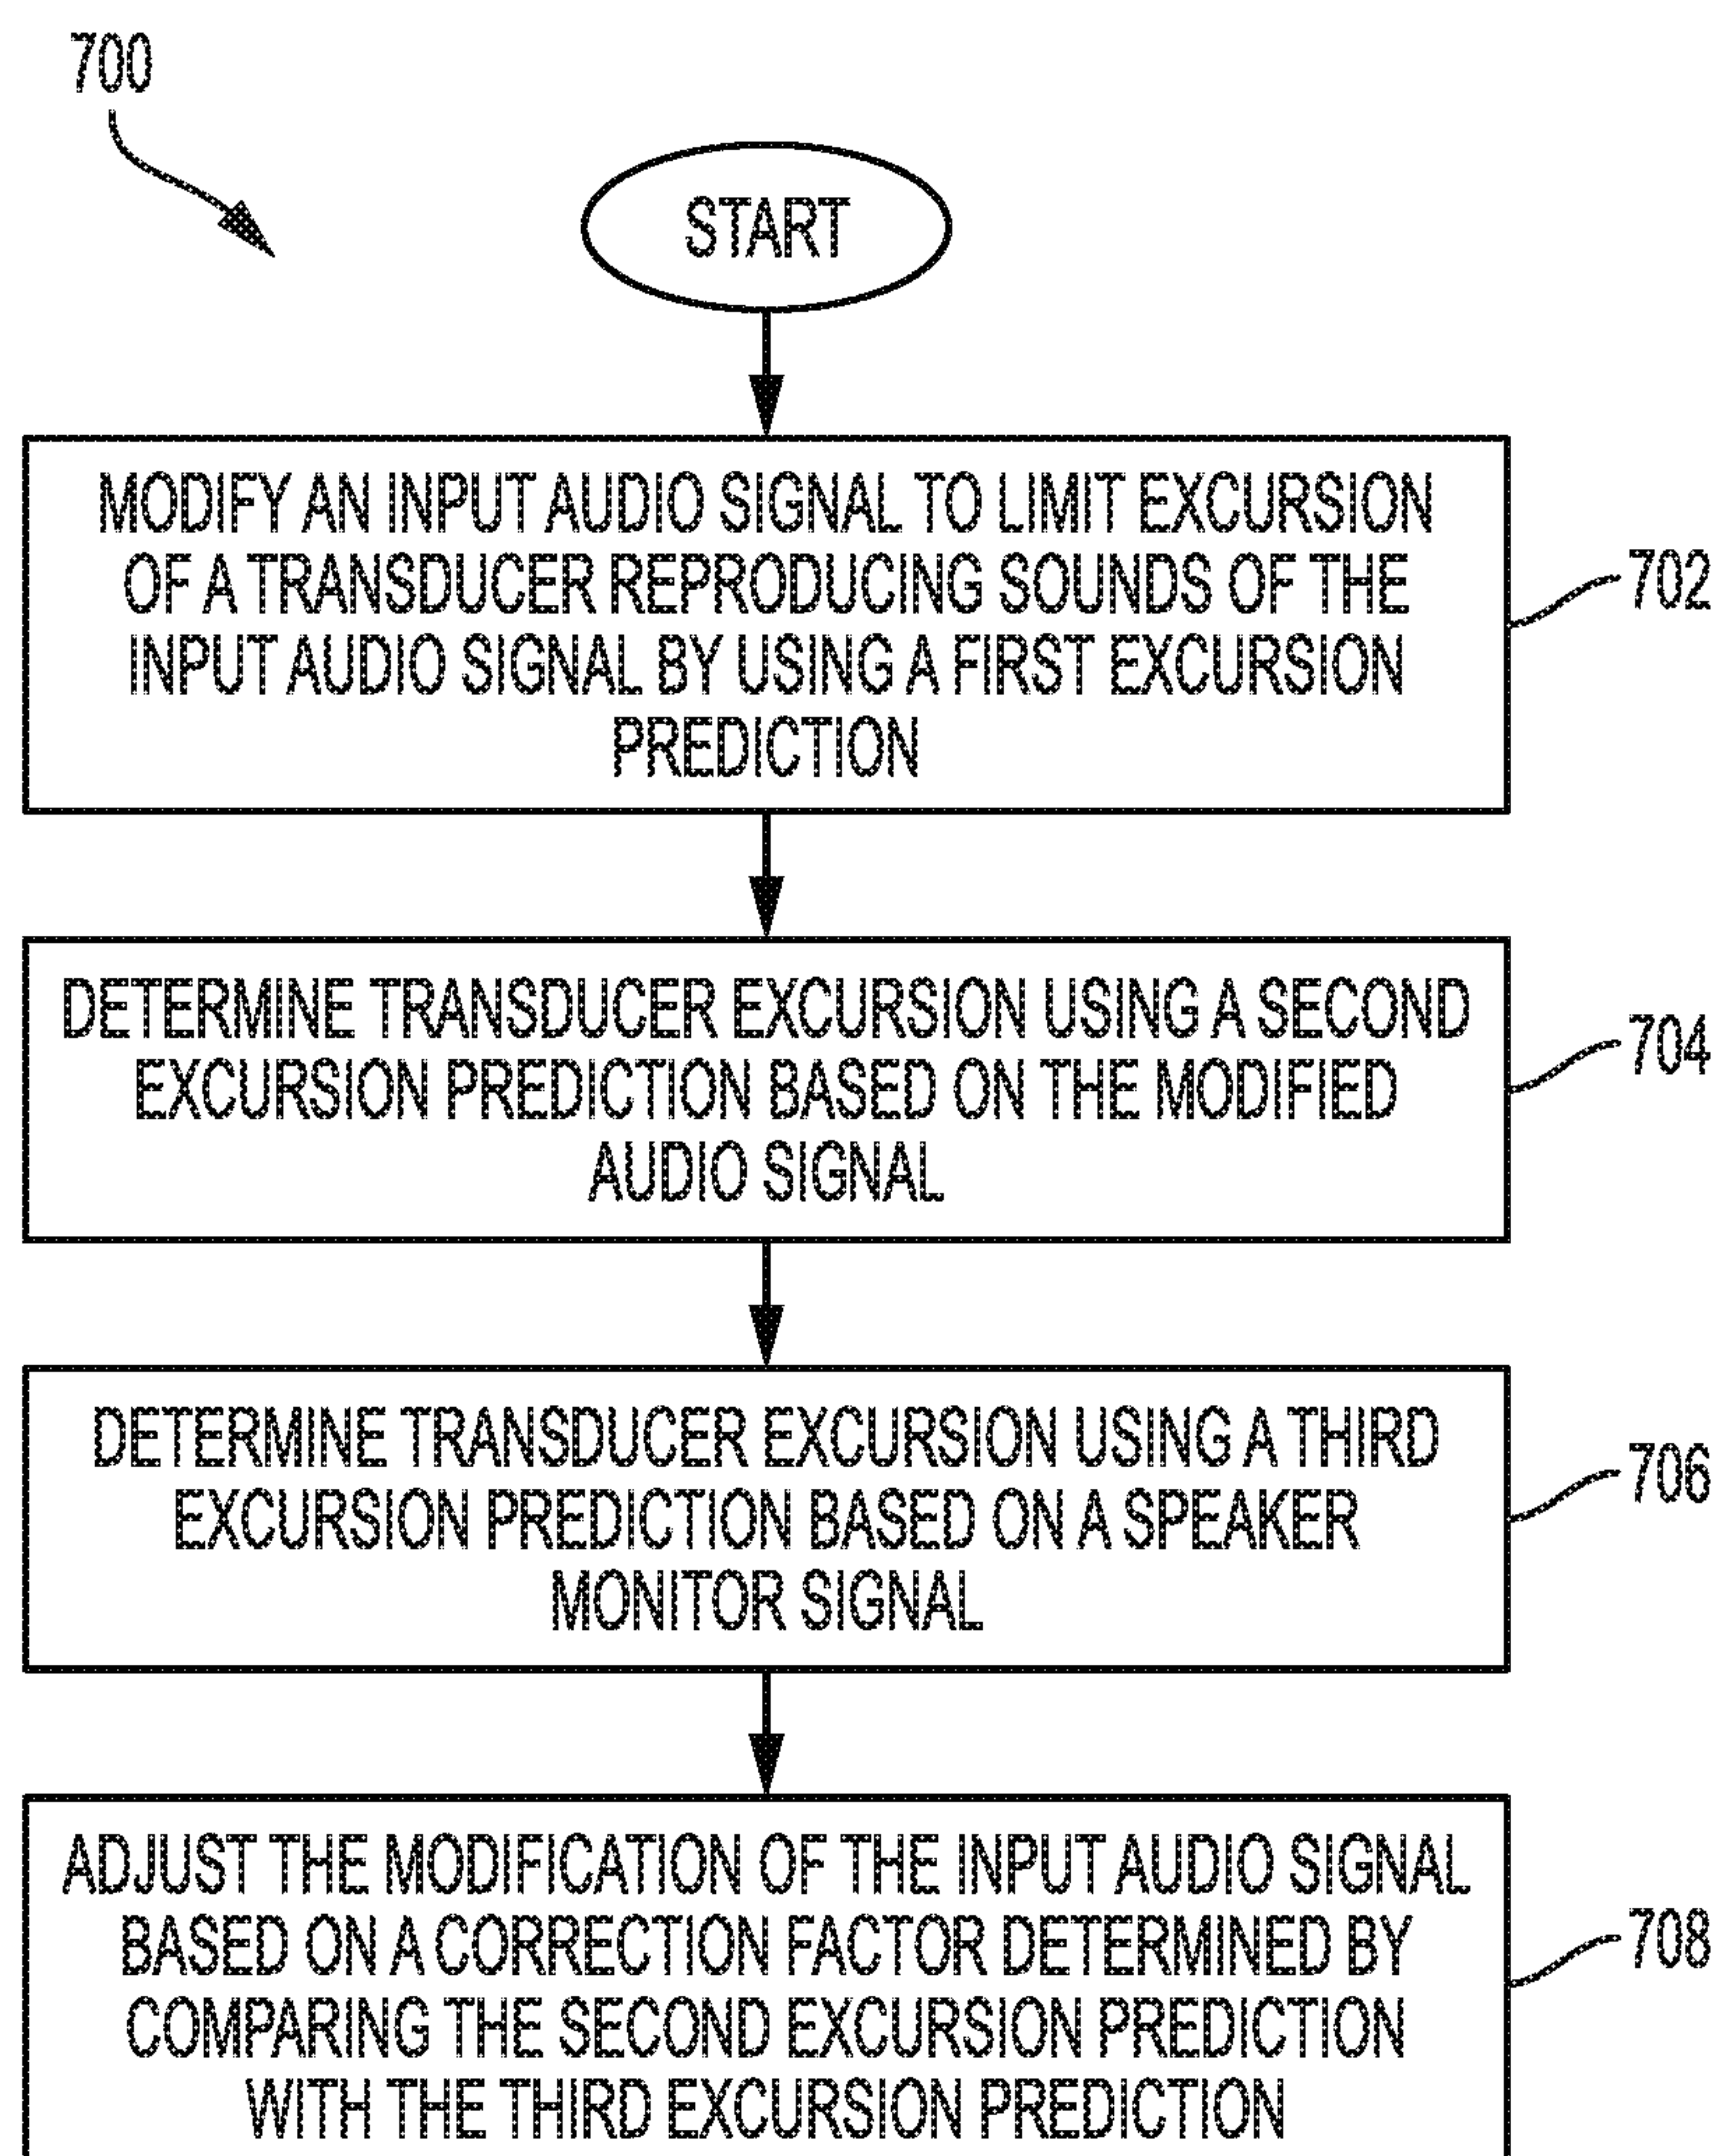 700
START
MODIFY AN INPUT AUDIO SIGNAL TO LIMIT EXCURSION
OF A TRANSDUCER REPRODUCING SOUNDS OF THE
INPUT AUDIO SIGNAL BY USING A FIRST EXCURSION
PREDICTION
702
DETERMINE TRANSDUCER EXCURSION USING A SECOND
EXCURSION PREDICTION BASED ON THE MODIFIED
AUDIO SIGNAL
704
DETERMINE TRANSDUCER EXCURSION USING A THIRD
EXCURSION PREDICTION BASED ON A SPEAKER
MONITOR SIGNAL
706
ADJUST THE MODIFICATION OF THE INPUT AUDIO SIGNAL
BASED ON A CORRECTION FACTOR DETERMINED BY
COMPARING THE SECOND EXCURSION PREDICTION
WITH THE THIRD EXCURSION PREDICTION
708